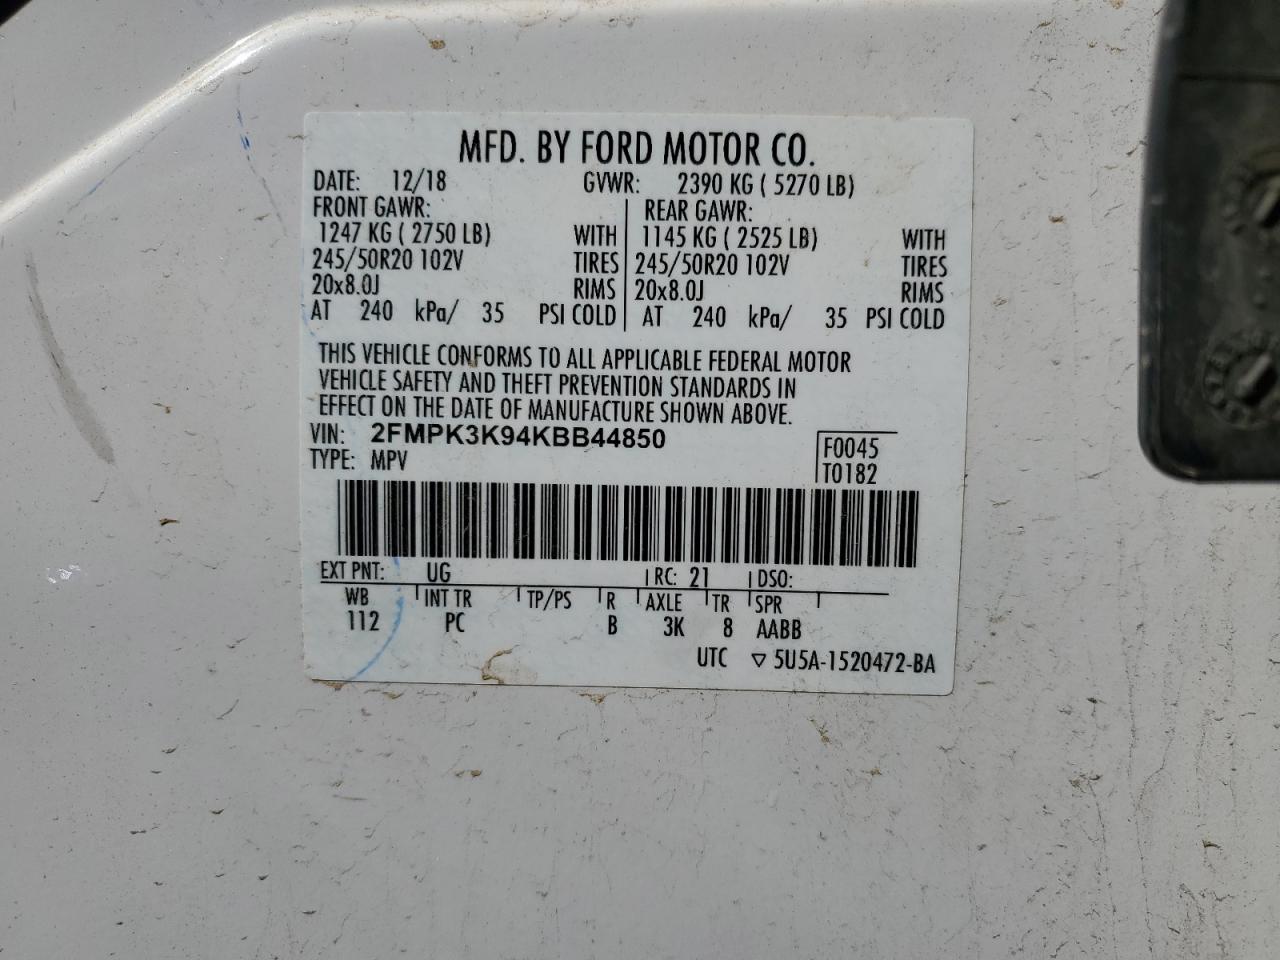 MFD. BY FORD MOTOR CO.
DATE: 12/18 GVWR: 2390 KG ( 5270 LB)
FRONT GAWR: REAR GAWR:
1247 KG ( 2750 LB) WITH 1145 KG ( 2525 LB) WITH
245/50R20 102V TIRES 245/50R20 102V TIRES
20x8.0J RIMS 20x8.0J RIMS
AT 240 kPa/ 35 PSI COLD AT 240 kPa/ 35 PSI COLD
THIS VEHICLE CONFORMS TO ALL APPLICABLE FEDERAL MOTOR
VEHICLE SAFETY AND THEFT PREVENTION STANDARDS IN
EFFECT ON THE DATE OF MANUFACTURE SHOWN ABOVE.
VIN: 2FMPK3K94KBB44850 F0045
TYPE: MPV T0182
EXT PNT: UG RC: 21 DSO:
WB INT TR TP/PS R AXLE TR SPR
112 PC B 3K 8 AABB
UTC ▽ 5U5A-1520472-BA